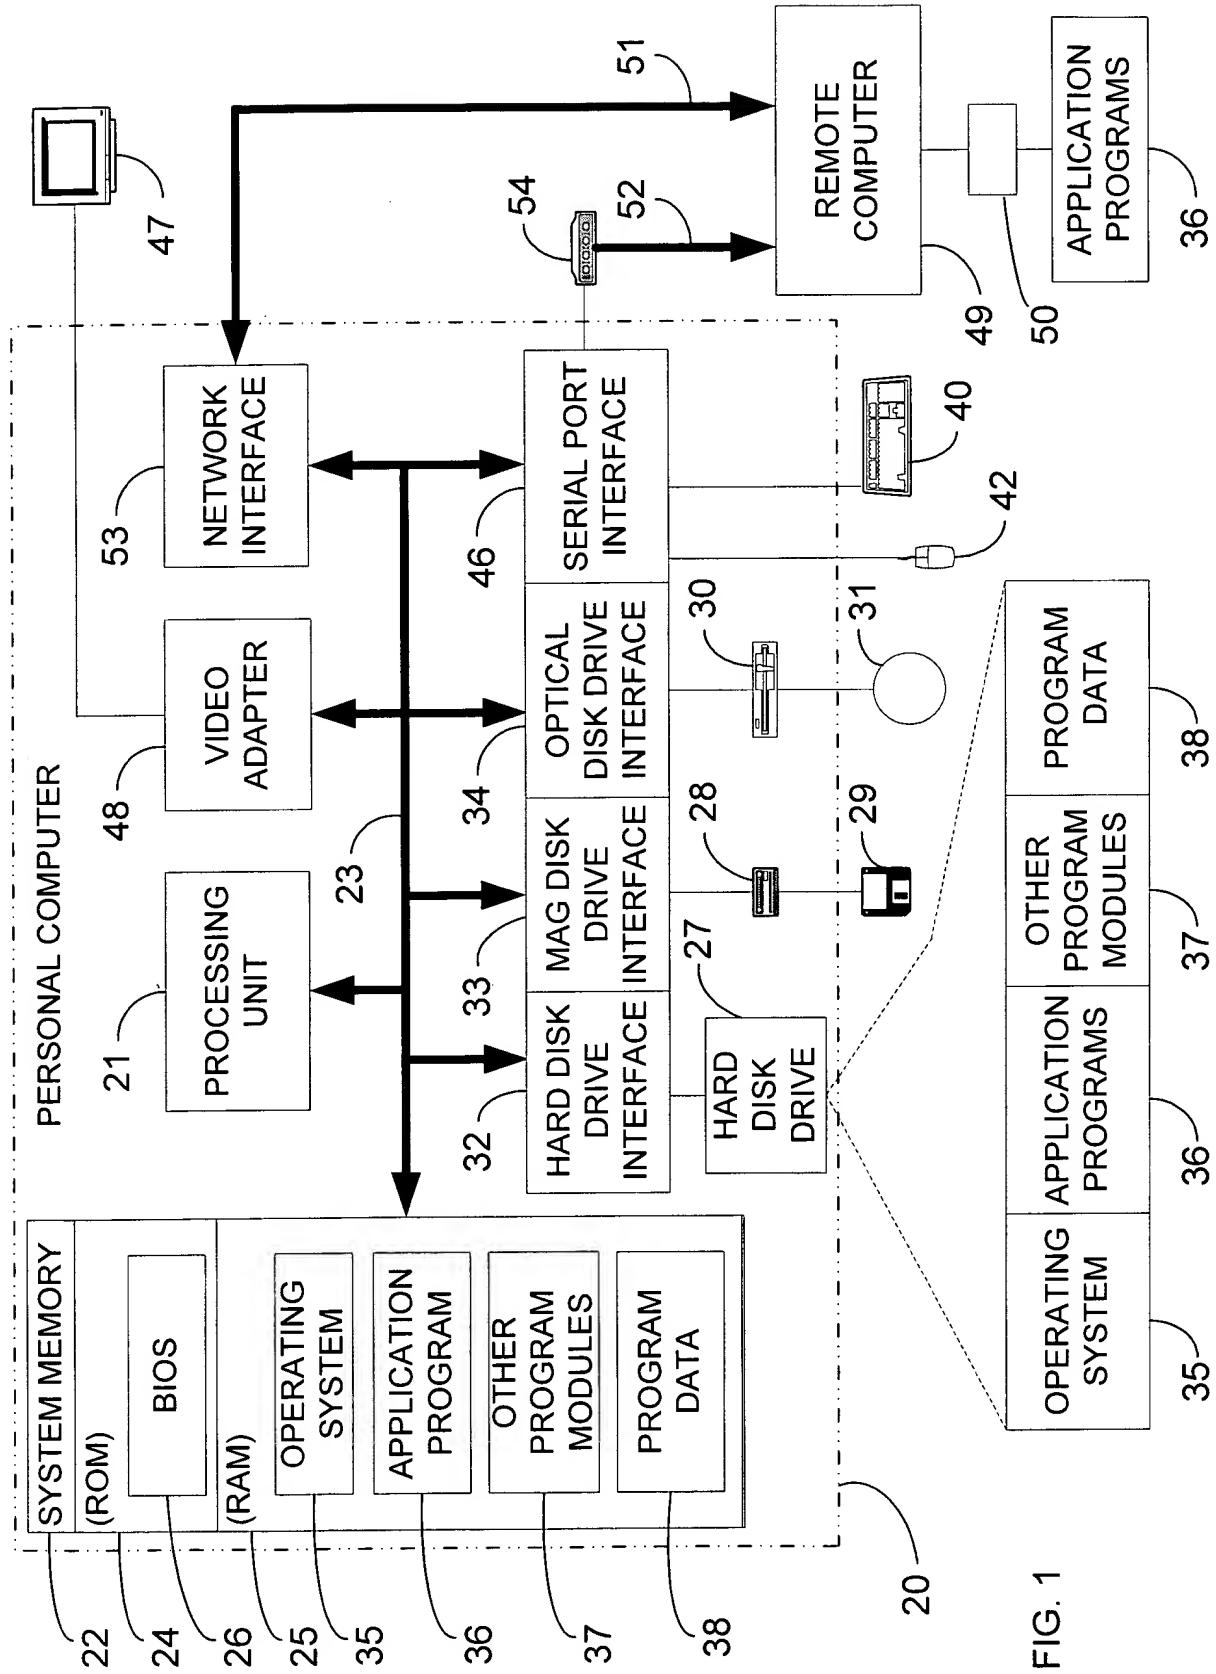 PERSONAL COMPUTER
22
SYSTEM MEMORY
24
(ROM)
26
BIOS
25
(RAM)
35
OPERATING
SYSTEM
36
APPLICATION
PROGRAM
37
OTHER
PROGRAM
MODULES
38
PROGRAM
DATA
21
PROCESSING
UNIT
48
VIDEO
ADAPTER
53
NETWORK
INTERFACE
47
23
32
HARD DISK
DRIVE
INTERFACE
33
MAG DISK
DRIVE
INTERFACE
34
OPTICAL
DISK DRIVE
INTERFACE
46
SERIAL PORT
INTERFACE
54
52
51
27
HARD
DISK
DRIVE
28
30
29
31
42
40
REMOTE
COMPUTER
49
50
APPLICATION
PROGRAMS
36
20
OPERATING
SYSTEM
APPLICATION
PROGRAMS
OTHER
PROGRAM
MODULES
PROGRAM
DATA
35
36
37
38
FIG. 1